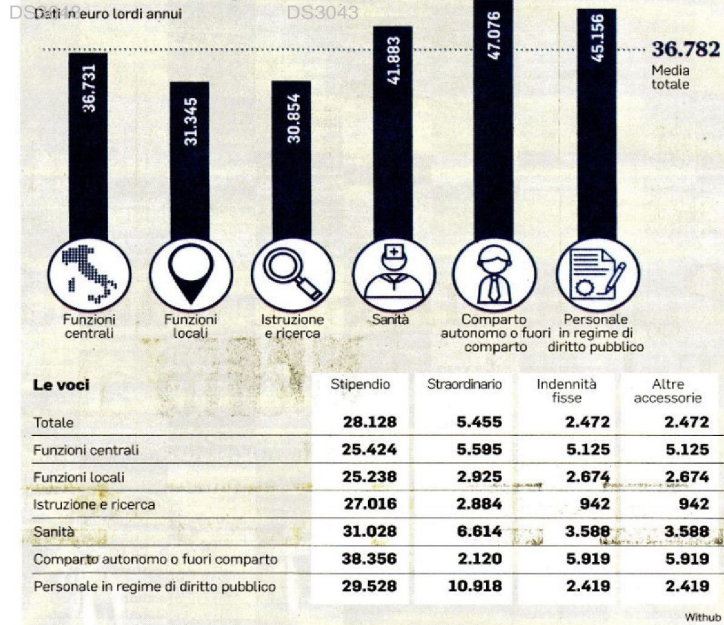 Dati in euro lordi annui
DS3043
DS3043
36.731
31.345
30.854
41.883
47.076
45.156
36.782
Media
totale
Funzioni
centrali
Funzioni
locali
Istruzione
e ricerca
Sanità
Comparto
autonomo o fuori
comparto
Personale
in regime di
diritto pubblico
Le voci Stipendio Straordinario Indennità fisse Altre accessorie
Totale 28.128 5.455 2.472 2.472
Funzioni centrali 25.424 5.595 5.125 5.125
Funzioni locali 25.238 2.925 2.674 2.674
Istruzione e ricerca 27.016 2.884 942 942
Sanità 31.028 6.614 3.588 3.588
Comparto autonomo o fuori comparto 38.356 2.120 5.919 5.919
Personale in regime di diritto pubblico 29.528 10.918 2.419 2.419
Withub